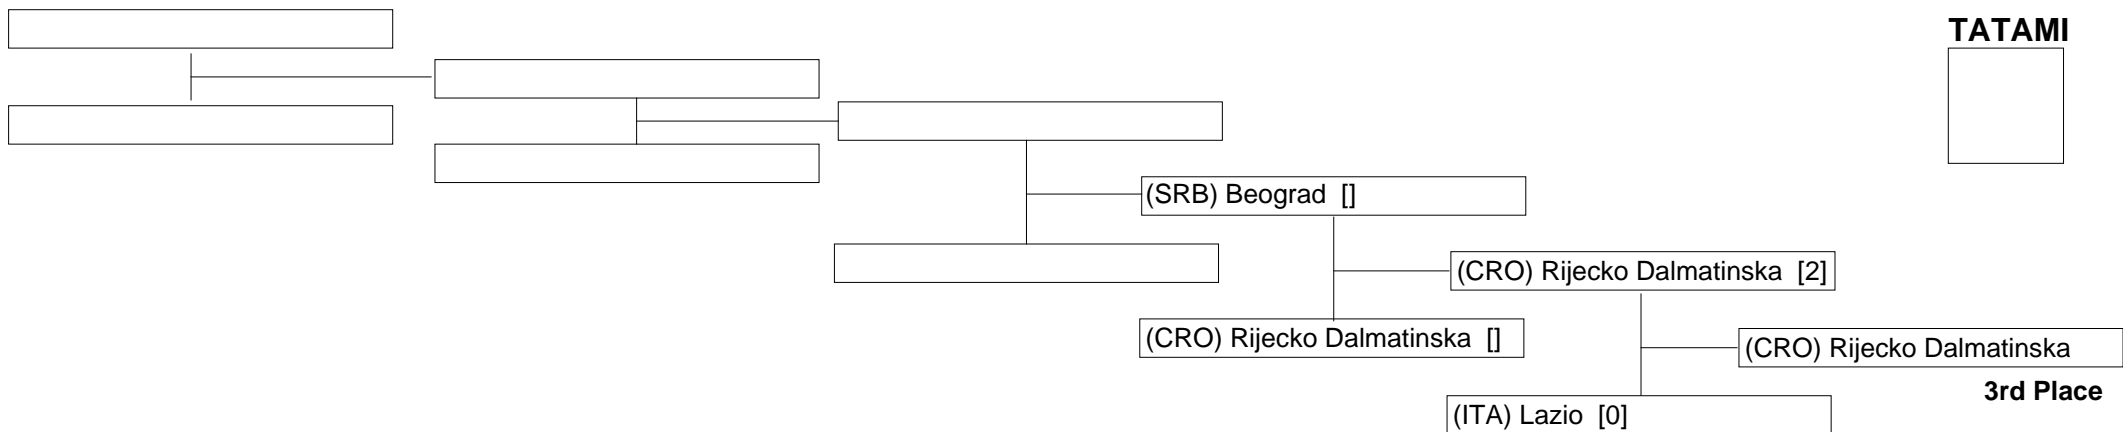 TATAMI
(SRB) Beograd  []
(CRO) Rijecko Dalmatinska  [2]
(CRO) Rijecko Dalmatinska  []
(CRO) Rijecko Dalmatinska
3rd Place
(ITA) Lazio  [0]